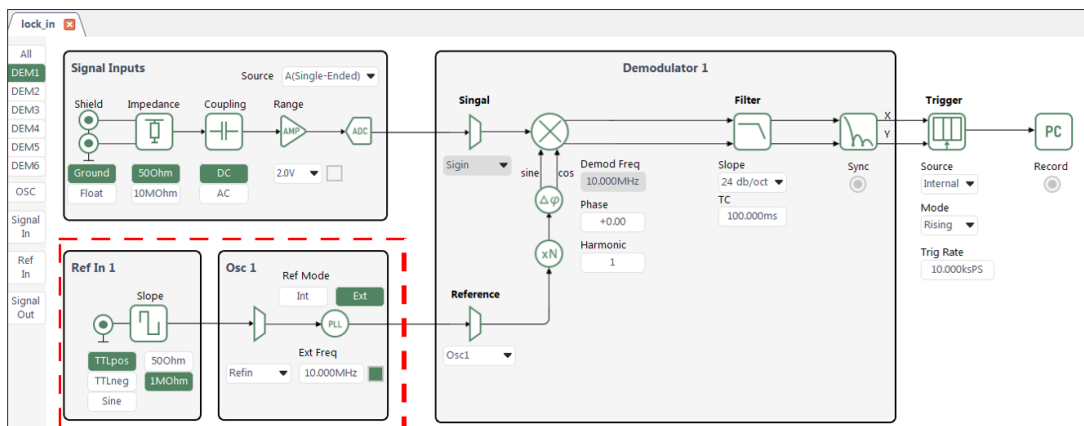 lock_in
All
DEM1
DEM2
DEM3
DEM4
DEM5
DEM6
OSC
Signal
In
Ref
In
Signal
Out
Signal Inputs
Source A(Single-Ended)
Shield Impedance Coupling Range
AMP ADC
Ground 50Ohm DC 2.0V
Float 10MOhm AC
Ref In 1
Slope
TTLpos 50Ohm
TTLneg 1MOhm
Sine
Osc 1
Ref Mode
Int Ext
PLL
Ext Freq
Refin 10.000MHz
Demodulator 1
Singal
Sigin
sine cos
Δφ
xN
Reference
Osc1
Demod Freq
10.000MHz
Phase
+0.00
Harmonic
1
Filter
Slope
24 db/oct
TC
100.000ms
Sync
X
Y
Trigger
Source
Internal
Mode
Rising
Trig Rate
10.000ksPS
PC
Record